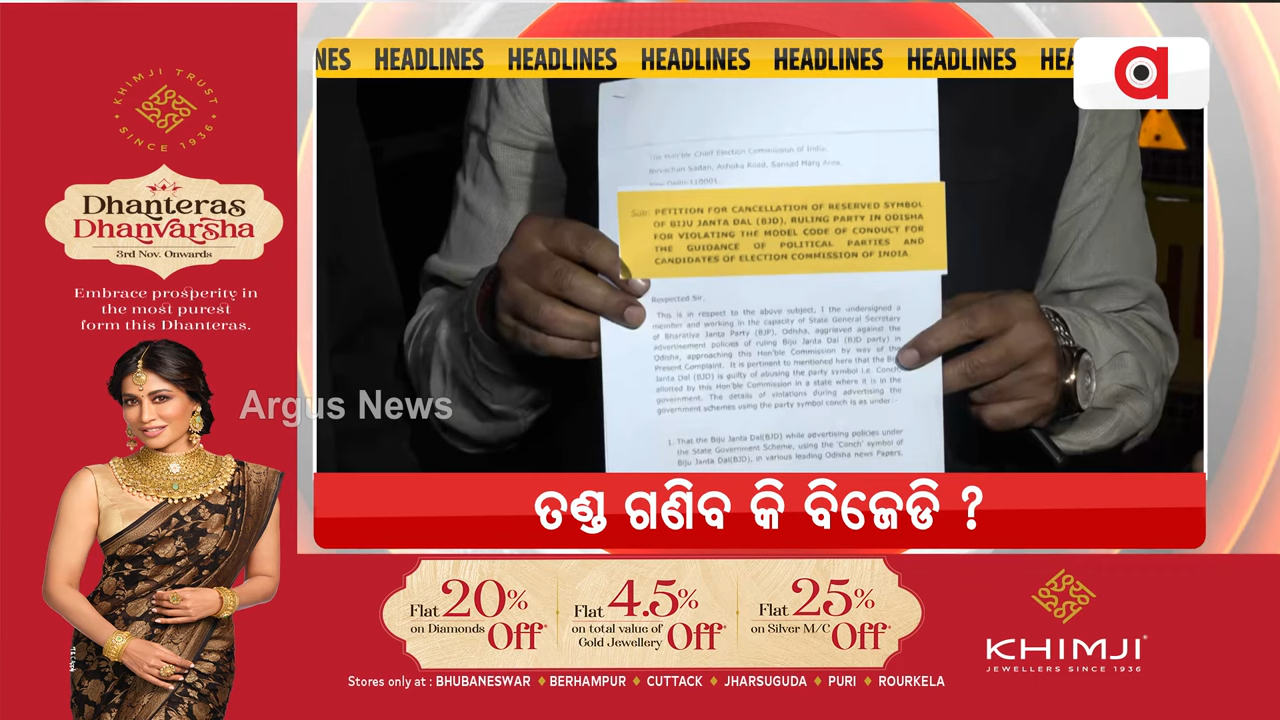 KHIMJI TRUST
SINCE 1936
Dhanteras
Dhanvarsha
3rd Nov. Onwards
Embrace prosperity in
the most purest
form this Dhanteras.
NES HEADLINES HEADLINES HEADLINES HEADLINES HEADLINES HEA
a
The Hon'ble Chief Election Commission of India,
Nirvachan Sadan, Ashoka Road, Sansad Marg Area,
New Delhi-110001.
Sub: PETITION FOR CANCELLATION OF RESERVED SYMBOL
OF BIJU JANTA DAL (BJD), RULING PARTY IN ODISHA
FOR VIOLATING THE MODEL CODE OF CONDUCT FOR
THE GUIDANCE OF POLITICAL PARTIES AND
CANDIDATES OF ELECTION COMMISSION OF INDIA.
Respected Sir,
This is in respect to the above subject, I the undersigned a
member and working in the capacity of State General Secretary
of Bharatiya Janta Party (BJP), Odisha, aggrieved against the
advertisement policies of ruling Biju Janta Dal (BJD party) in
Odisha, approaching this Hon'ble Commission by way of the
Present Complaint. It is pertinent to mentioned here that the Biju
Janta Dal (BJD) is guilty of abusing the party symbol i.e. Conch,
allotted by this Hon'ble Commission in a state where it is in the
government. The details of violations during advertising the
government schemes using the party symbol conch is as under:-
1. That the Biju Janta Dal(BJD) while advertising policies under
the State Government Scheme, using the 'Conch' symbol of
Biju Janta Dal(BJD), in various leading Odisha news Papers,
Argus News
ଦଣ୍ଡ ଗଣିବ କି ବିଜେଡି ?
Flat 20% Off*
on Diamonds
Flat 4.5% Off*
on total value of
Gold Jewellery
Flat 25% Off*
on Silver M/C
KHIMJI
JEWELLERS SINCE 1936
Stores only at : BHUBANESWAR ♦ BERHAMPUR ♦ CUTTACK ♦ JHARSUGUDA ♦ PURI ♦ ROURKELA